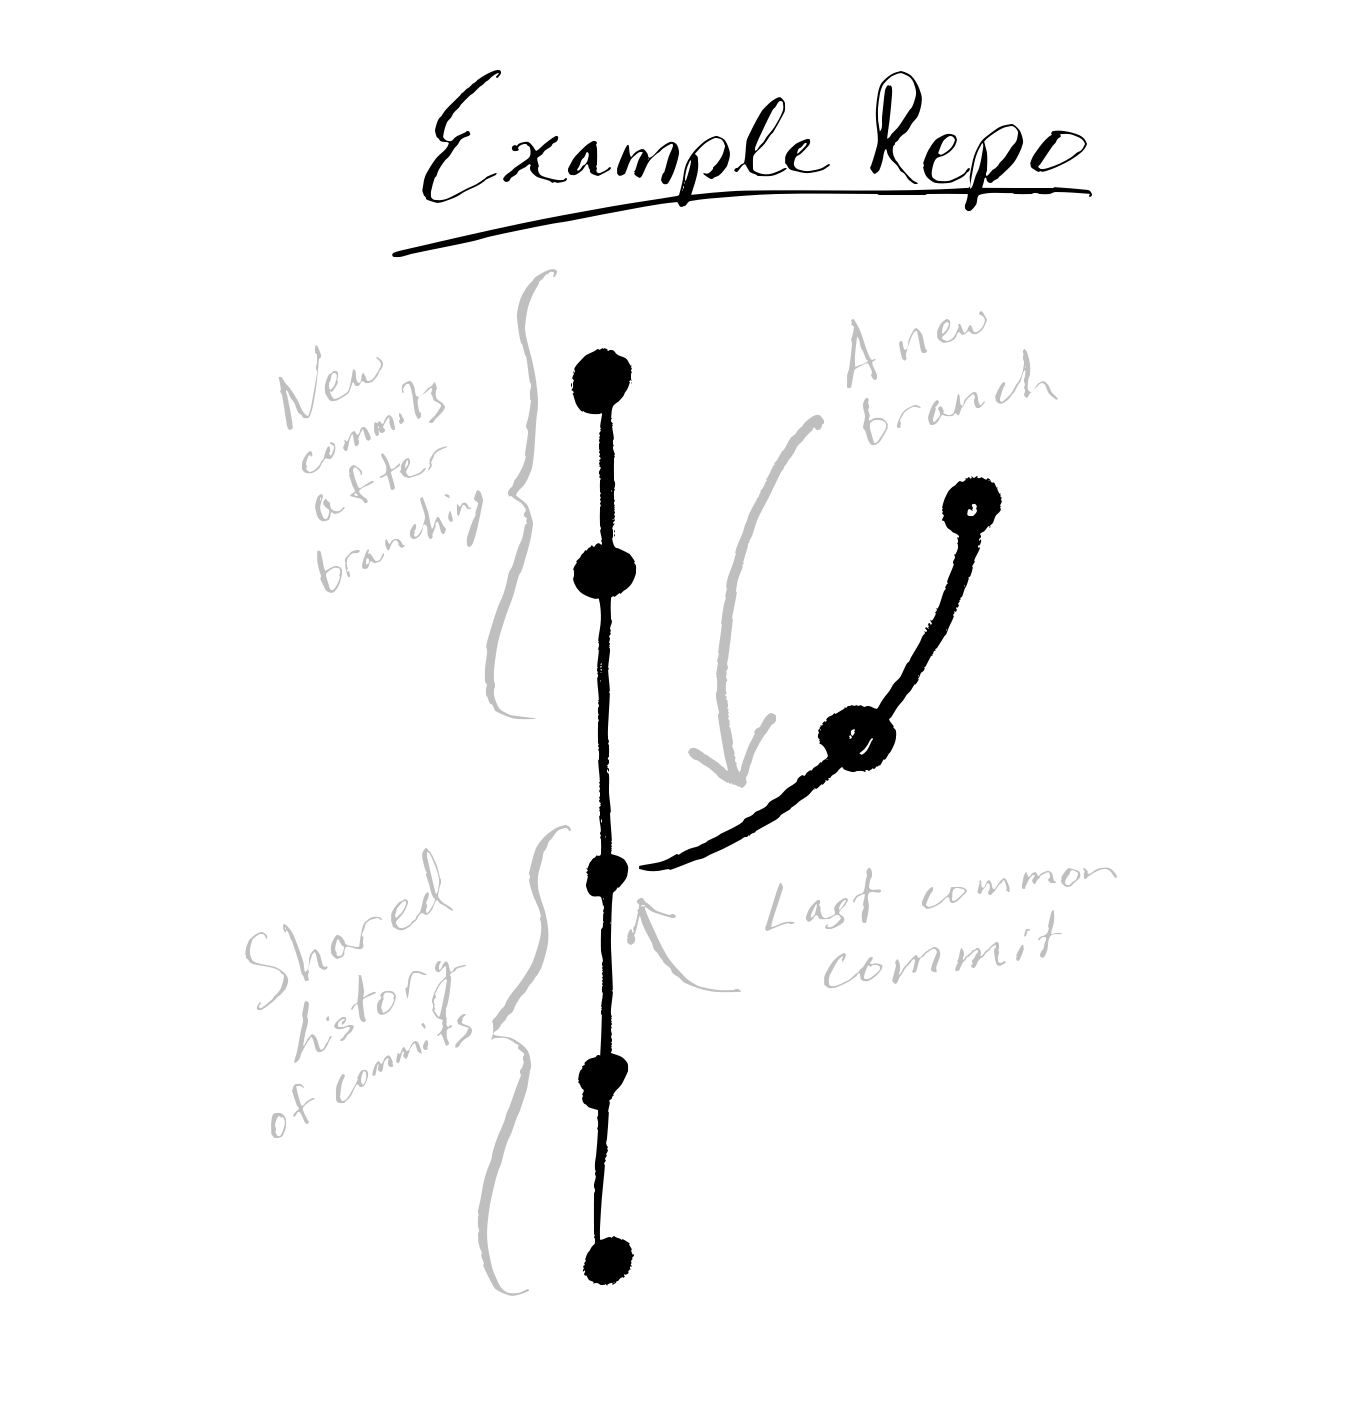 Example Repo
New
commits
after
branching
A new
branch
Shared
history
of commits
Last common
commit